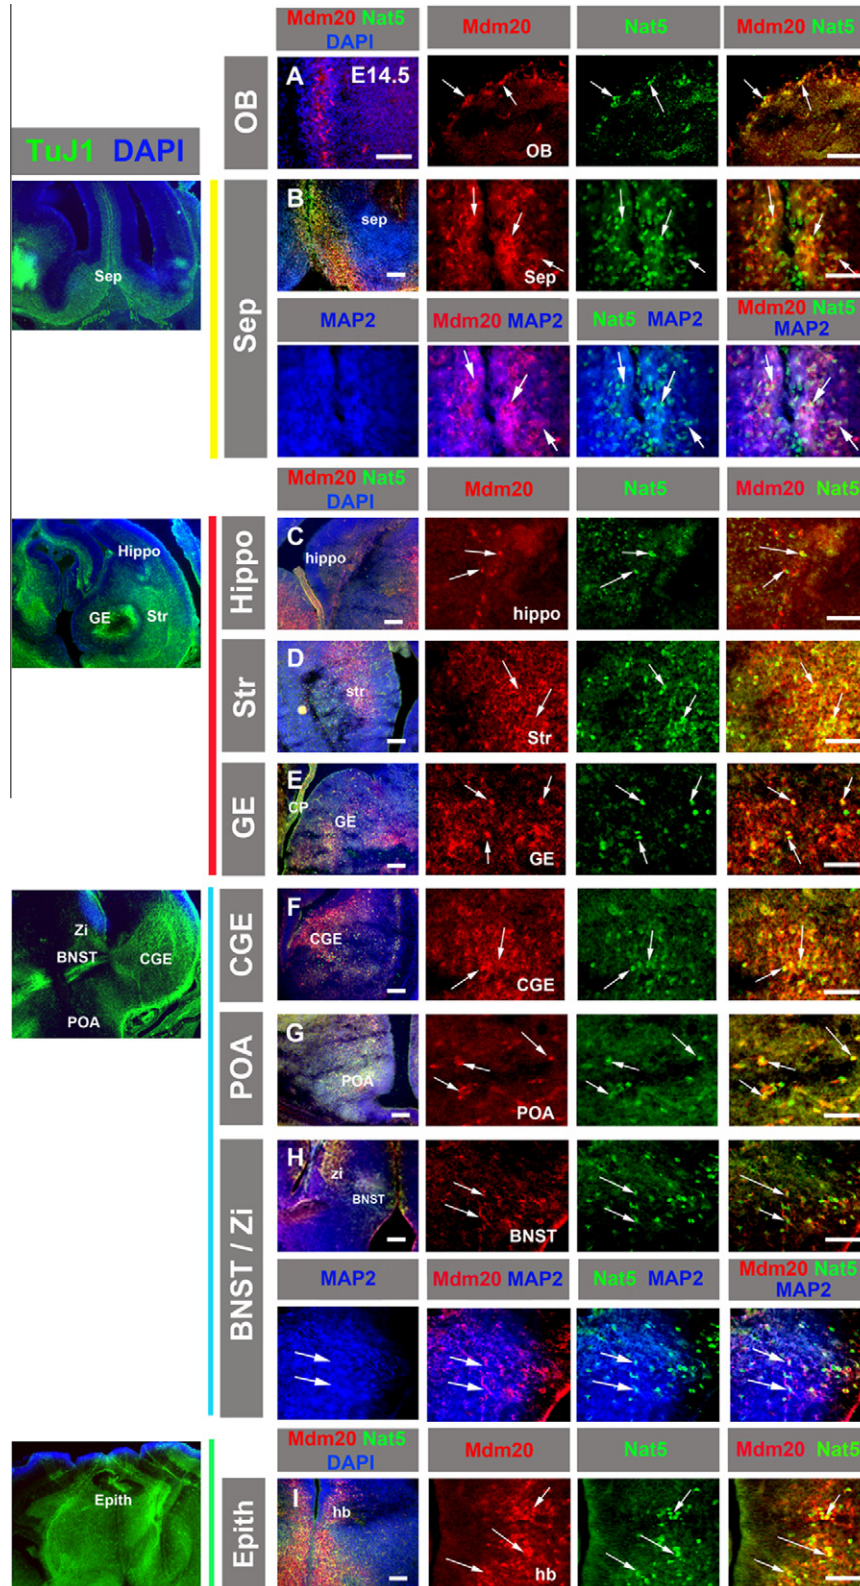 Mdm20 Nat5
DAPI
Mdm20
Nat5
Mdm20 Nat5
OB
A
E14.5
OB
TuJ1 DAPI
Sep
Sep
B
sep
Sep
MAP2
Mdm20 MAP2
Nat5 MAP2
Mdm20 Nat5
MAP2
Mdm20 Nat5
DAPI
Mdm20
Nat5
Mdm20 Nat5
Hippo
GE
Str
Hippo
C
hippo
hippo
Str
D
str
Str
GE
E
CP
GE
GE
Zi
BNST
CGE
POA
CGE
F
CGE
CGE
POA
G
POA
POA
BNST / Zi
H
zi
BNST
BNST
MAP2
Mdm20 MAP2
Nat5 MAP2
Mdm20 Nat5
MAP2
Mdm20 Nat5
DAPI
Mdm20
Nat5
Mdm20 Nat5
Epith
Epith
I
hb
hb